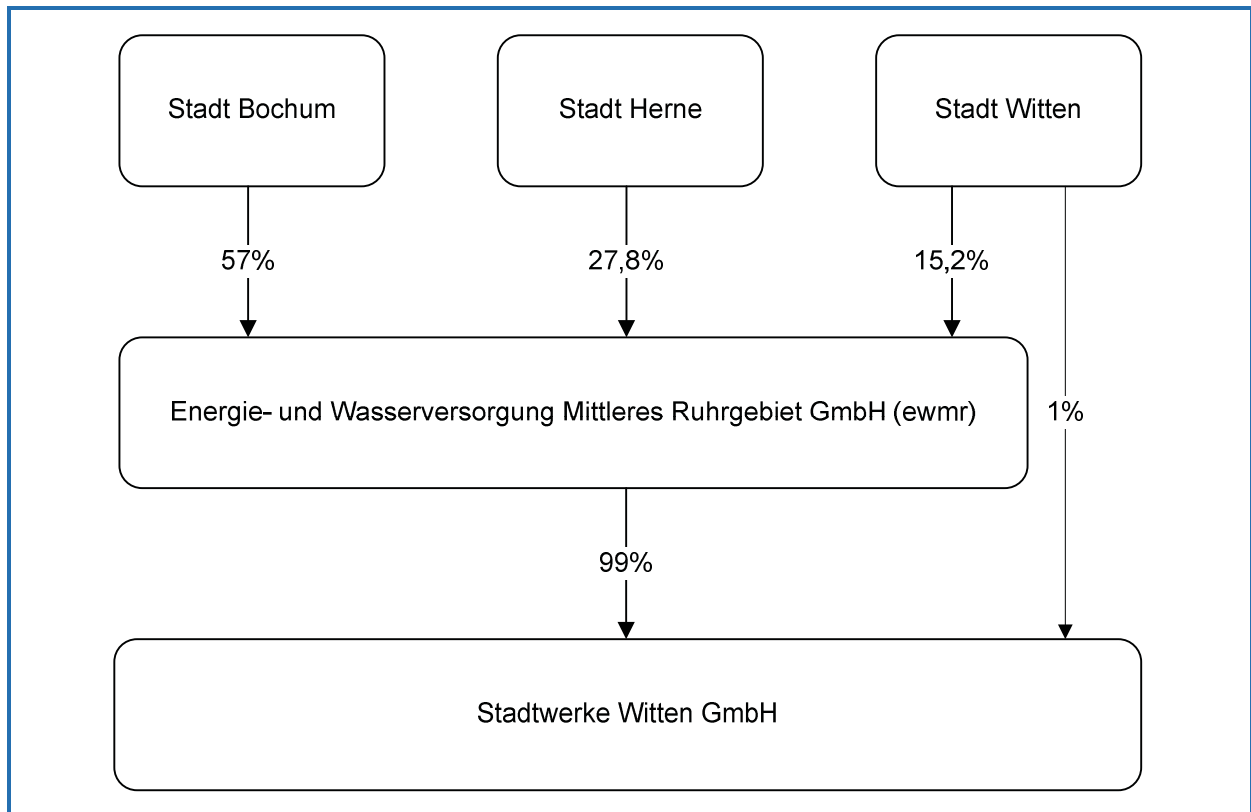 Stadt Bochum
Stadt Herne
Stadt Witten
57%
27,8%
15,2%
Energie- und Wasserversorgung Mittleres Ruhrgebiet GmbH (ewmr)
1%
99%
Stadtwerke Witten GmbH